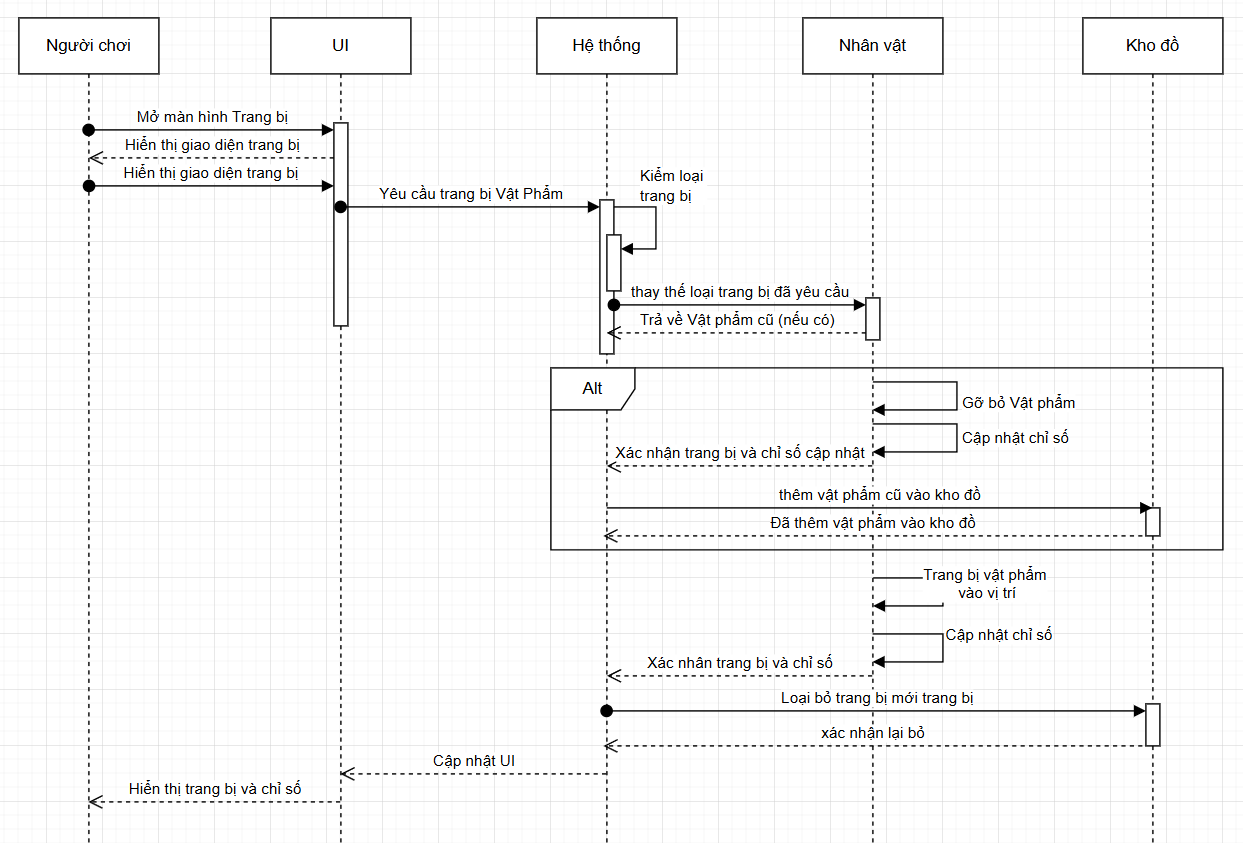 Người chơi
UI
Hệ thống
Nhân vật
Kho đồ
Mở màn hình Trang bị
Hiển thị giao diện trang bị
Hiển thị giao diện trang bị
Kiểm loại
trang bị
Yêu cầu trang bị Vật Phẩm
thay thế loại trang bị đã yêu cầu
Trả về Vật phẩm cũ (nếu có)
Alt
Gỡ bỏ Vật phẩm
Cập nhật chỉ số
Xác nhận trang bị và chỉ số cập nhật
thêm vật phẩm cũ vào kho đồ
Đã thêm vật phẩm vào kho đồ
Trang bị vật phẩm
vào vị trí
Cập nhật chỉ số
Xác nhân trang bị và chỉ số
Loại bỏ trang bị mới trang bị
xác nhận lại bỏ
Cập nhật UI
Hiển thị trang bị và chỉ số